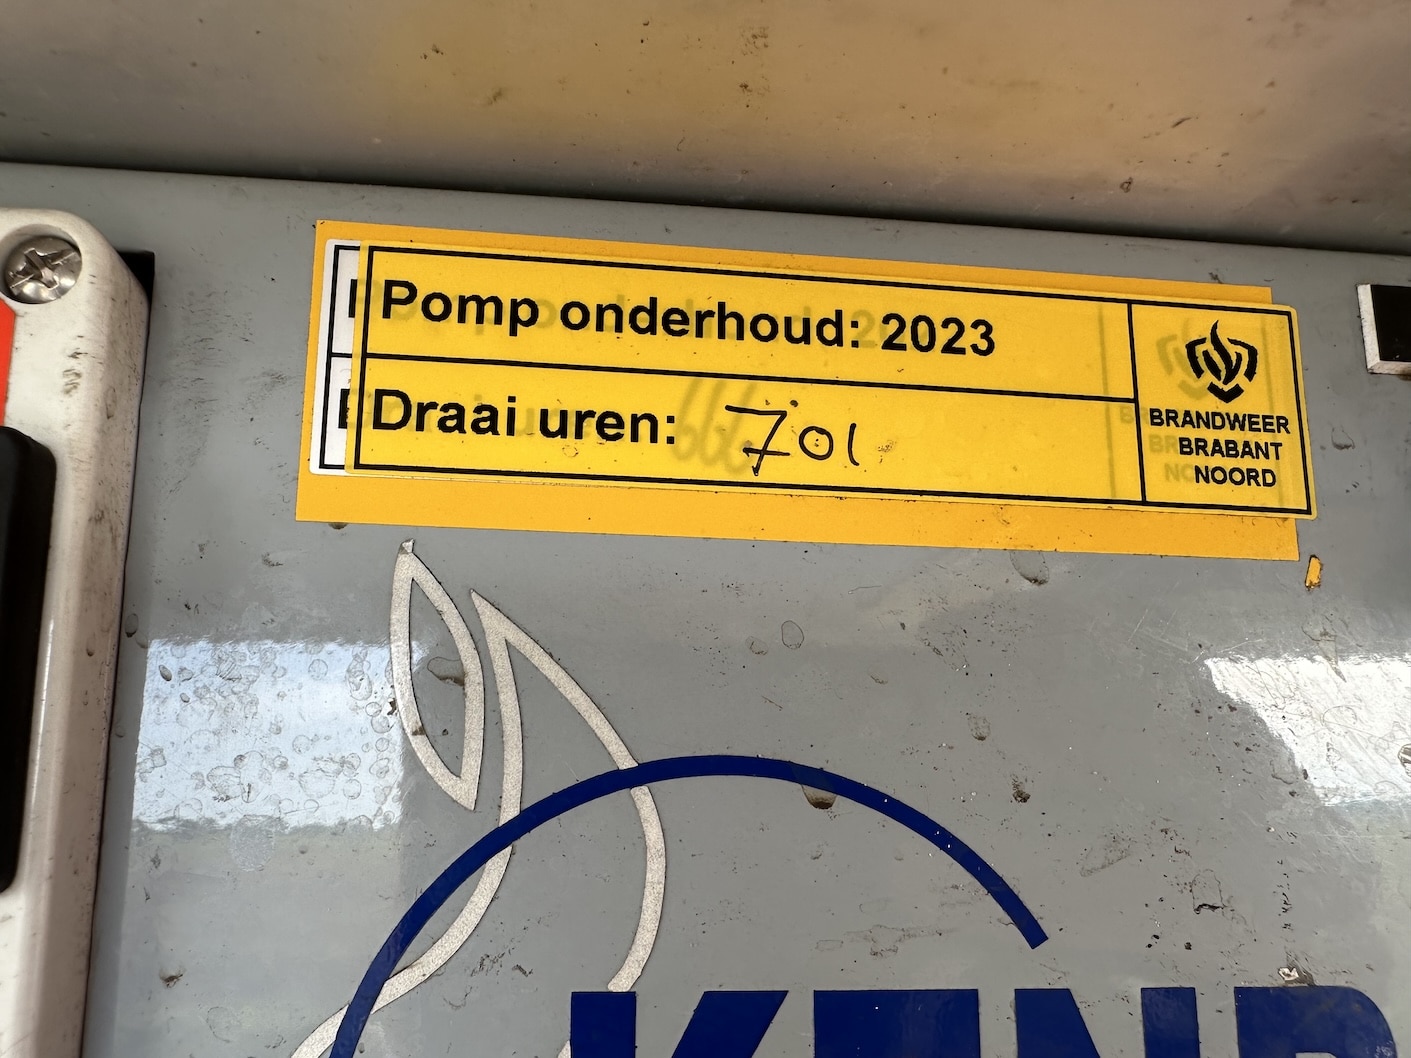 Pomp onderhoud: 2023
Draai uren: 701
BRANDWEER
BRABANT
NOORD